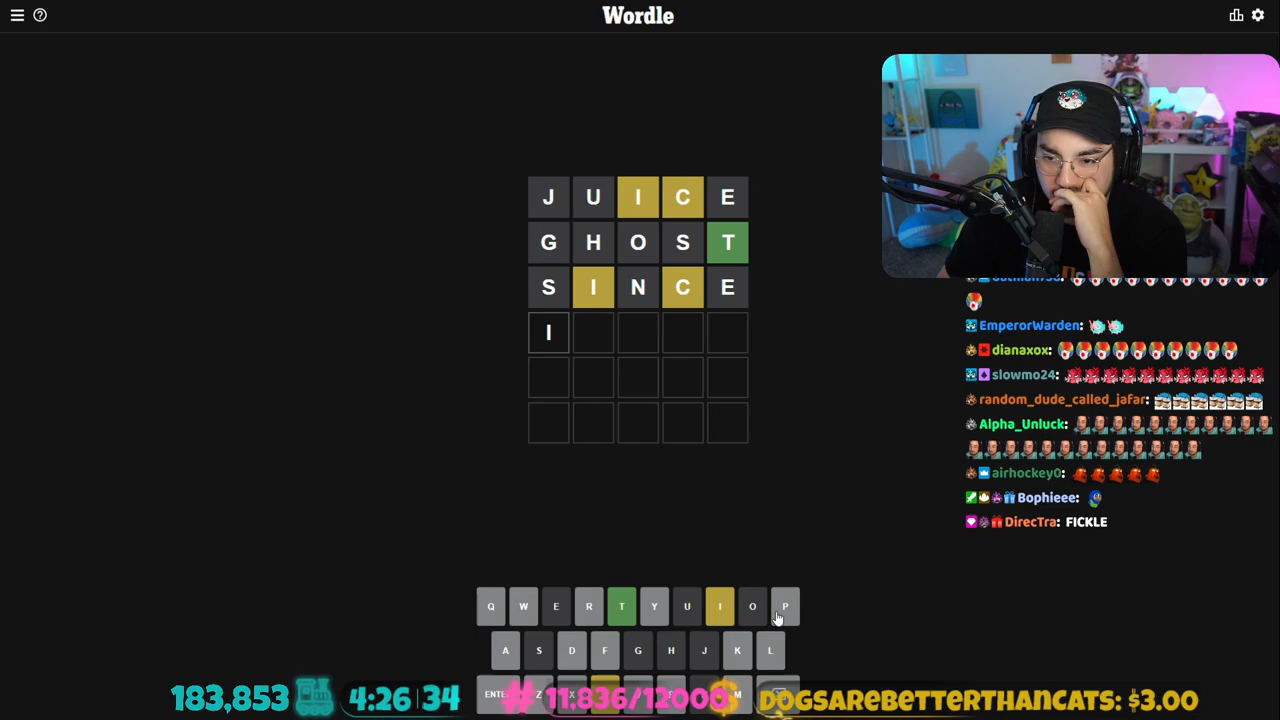 Wordle
J U I C E
G H O S T
S I N C E
I
EmperorWarden:
dianaxox:
slowmo24:
random_dude_called_jafar:
Alpha_Unluck:
airhockey0:
Bophieee:
DirecTra: FICKLE
Q W E R T Y U I O P
A S D F G H J K L
ENTE Z M
183,853 4:26|34 # 11,836/12000 $ DOGSAREBETTERTHANCATS: $3.00